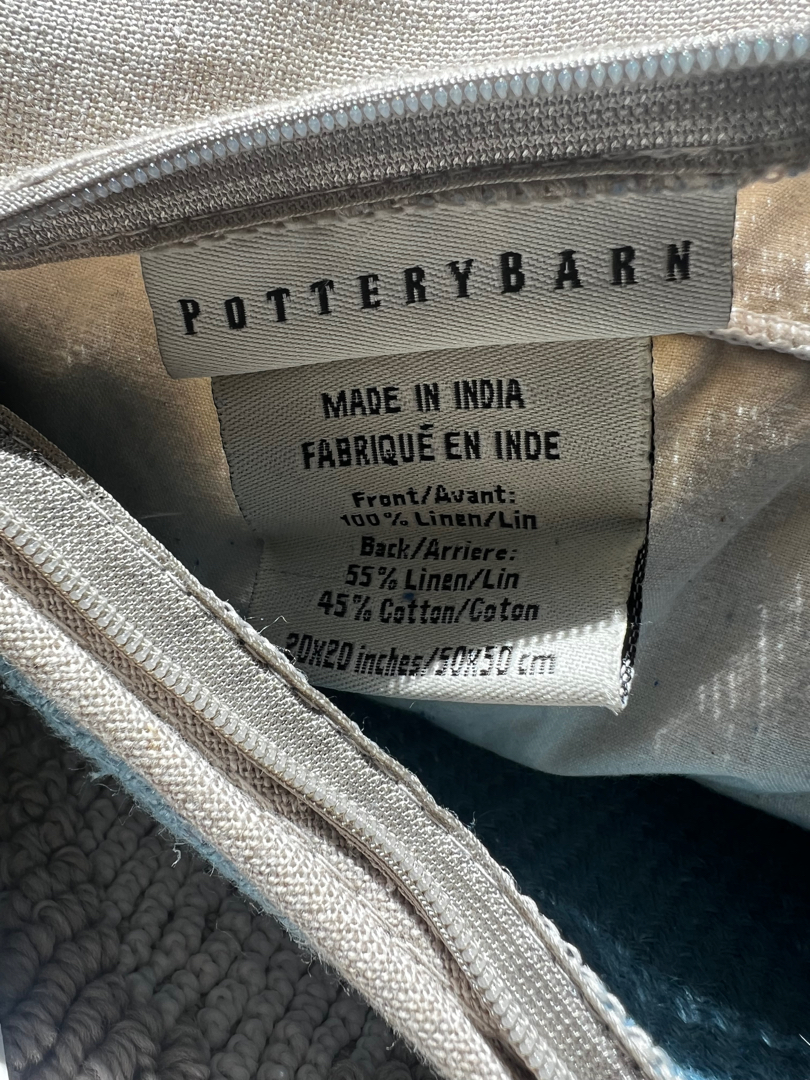 POTTERYBARN
MADE IN INDIA
FABRIQUÉ EN INDE
Front/Avant:
100% Linen/Lin
Back/Arriere:
55% Linen/Lin
45% Cotton/Coton
20X20 inches/50X50 cm